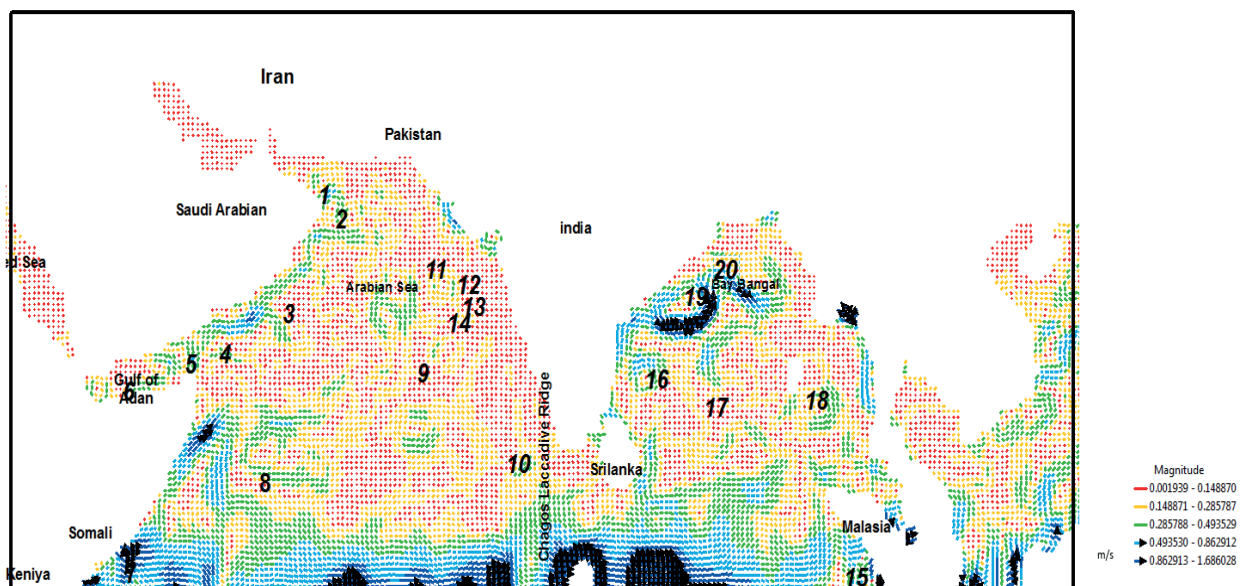 Iran
Pakistan
1
Saudi Arabian
2
india
ed Sea
11
20
12
Arabian Sea
Bay Bangal
19
13
3
14
4
5
9
Gulf of
6
Adan
16
17
18
Chagos Laccadive Ridge
10
Srilanka
8
Somali
Malasia
Keniya
15
Magnitude
0.001939 - 0.148870
0.148871 - 0.285787
0.285788 - 0.493529
0.493530 - 0.862912
m/s
0.862913 - 1.686028